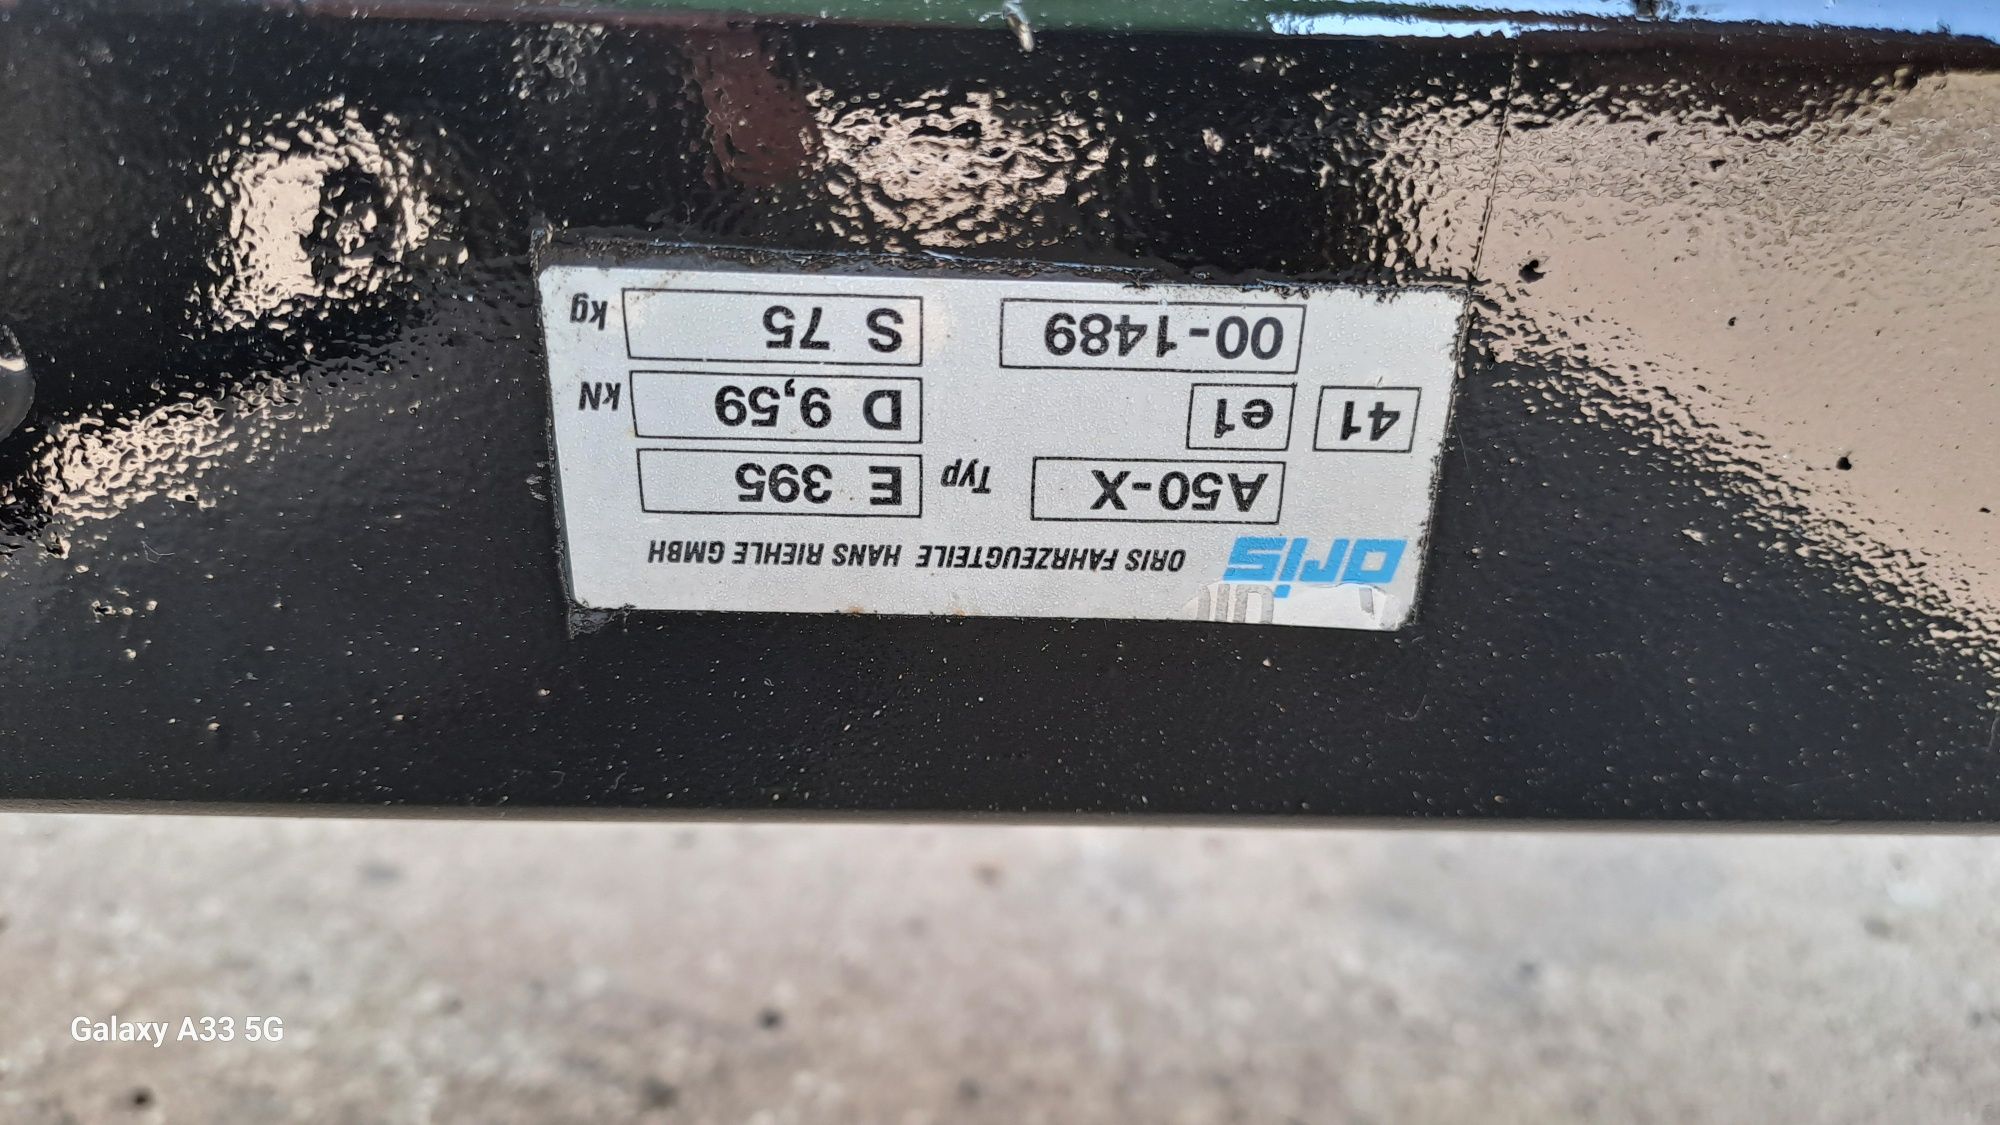 oris ORIS FAHRZEUGTEILE HANS RIEHLE GMBH
A50-X Typ E 395
41 e1 D 9,59 kN
00-1489 S 75 kg
Galaxy A33 5G